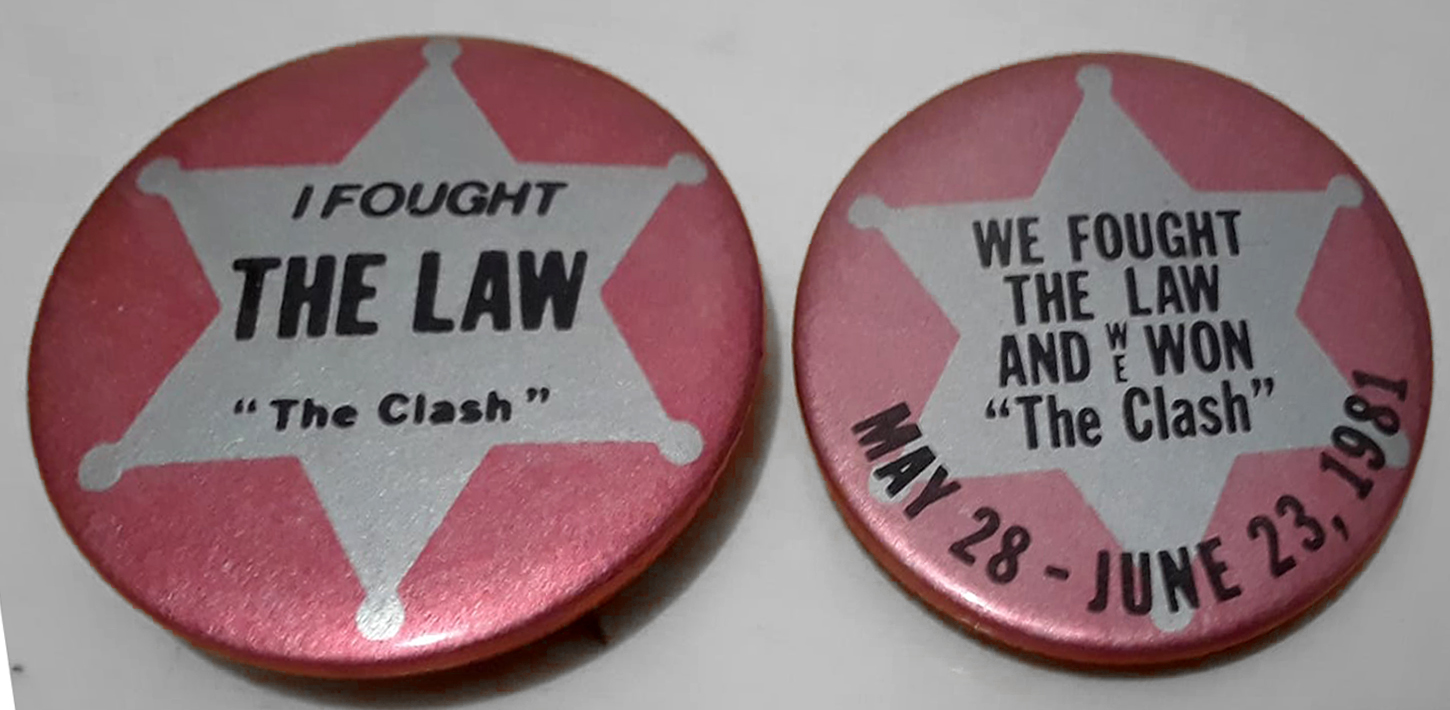 I FOUGHT
THE LAW
“The Clash”
WE FOUGHT
THE LAW
AND WE WON
“The Clash”
MAY 28 - JUNE 23, 1981